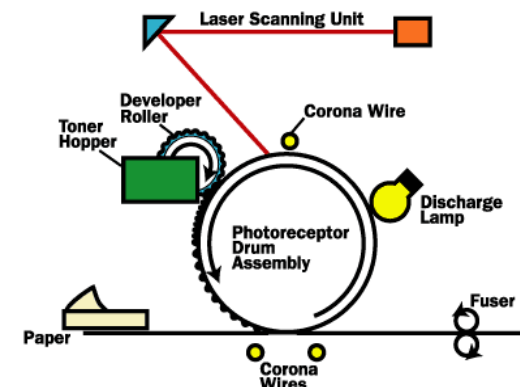 Laser Scanning Unit
Developer
Roller
Corona Wire
Toner
Hopper
Discharge
Lamp
Photoreceptor
Drum
Assembly
Fuser
Paper
Corona
Wires